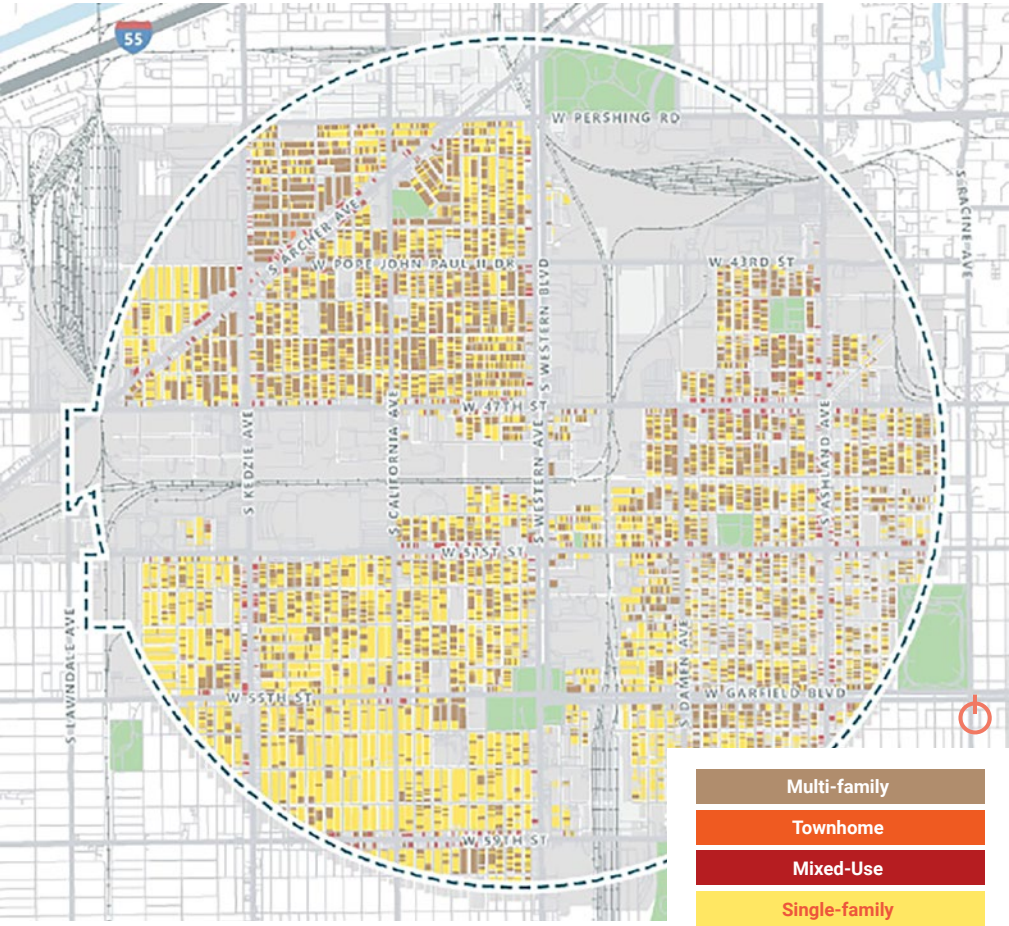 55
W PERSHING RD
S RACINE AVE
S ARCHER AVE
W POPE JOHN PAUL II DR
W 43RD ST
S WESTERN BLVD
W 47TH ST
S KEDZIE AVE
S CALIFORNIA AVE
S WESTERN AVE
S ASHLAND AVE
W 51ST ST
S LAWNDALE AVE
S DAMEN AVE
W 55TH ST
W GARFIELD BLVD
W 59TH ST
Multi-family
Townhome
Mixed-Use
Single-family